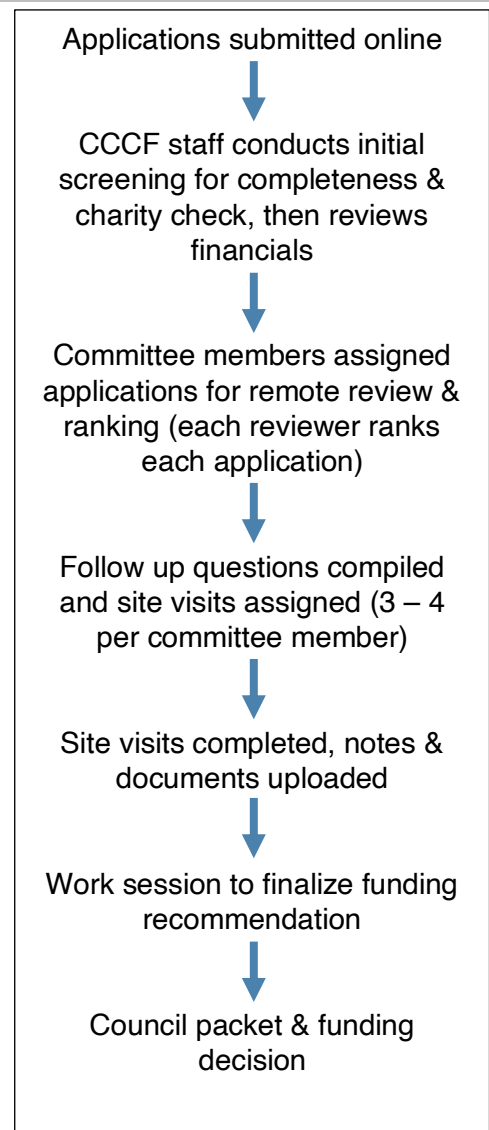 Applications submitted online
CCCF staff conducts initial
screening for completeness &
charity check, then reviews
financials
Committee members assigned
applications for remote review &
ranking (each reviewer ranks
each application)
Follow up questions compiled
and site visits assigned (3 – 4
per committee member)
Site visits completed, notes &
documents uploaded
Work session to finalize funding
recommendation
Council packet & funding
decision